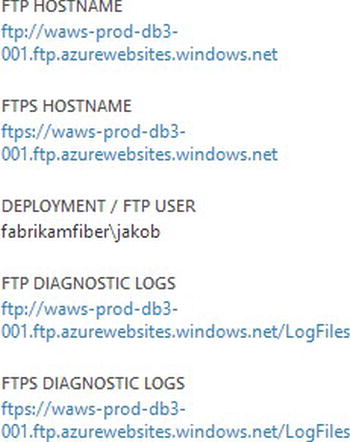 FTP HOSTNAME
ftp://waws-prod-db3-
001.ftp.azurewebsites.windows.net
FTPS HOSTNAME
ftps://waws-prod-db3-
001.ftp.azurewebsites.windows.net
DEPLOYMENT / FTP USER
fabrikamfiber\jakob
FTP DIAGNOSTIC LOGS
ftp://waws-prod-db3-
001.ftp.azurewebsites.windows.net/LogFiles
FTPS DIAGNOSTIC LOGS
ftps://waws-prod-db3-
001.ftp.azurewebsites.windows.net/LogFiles